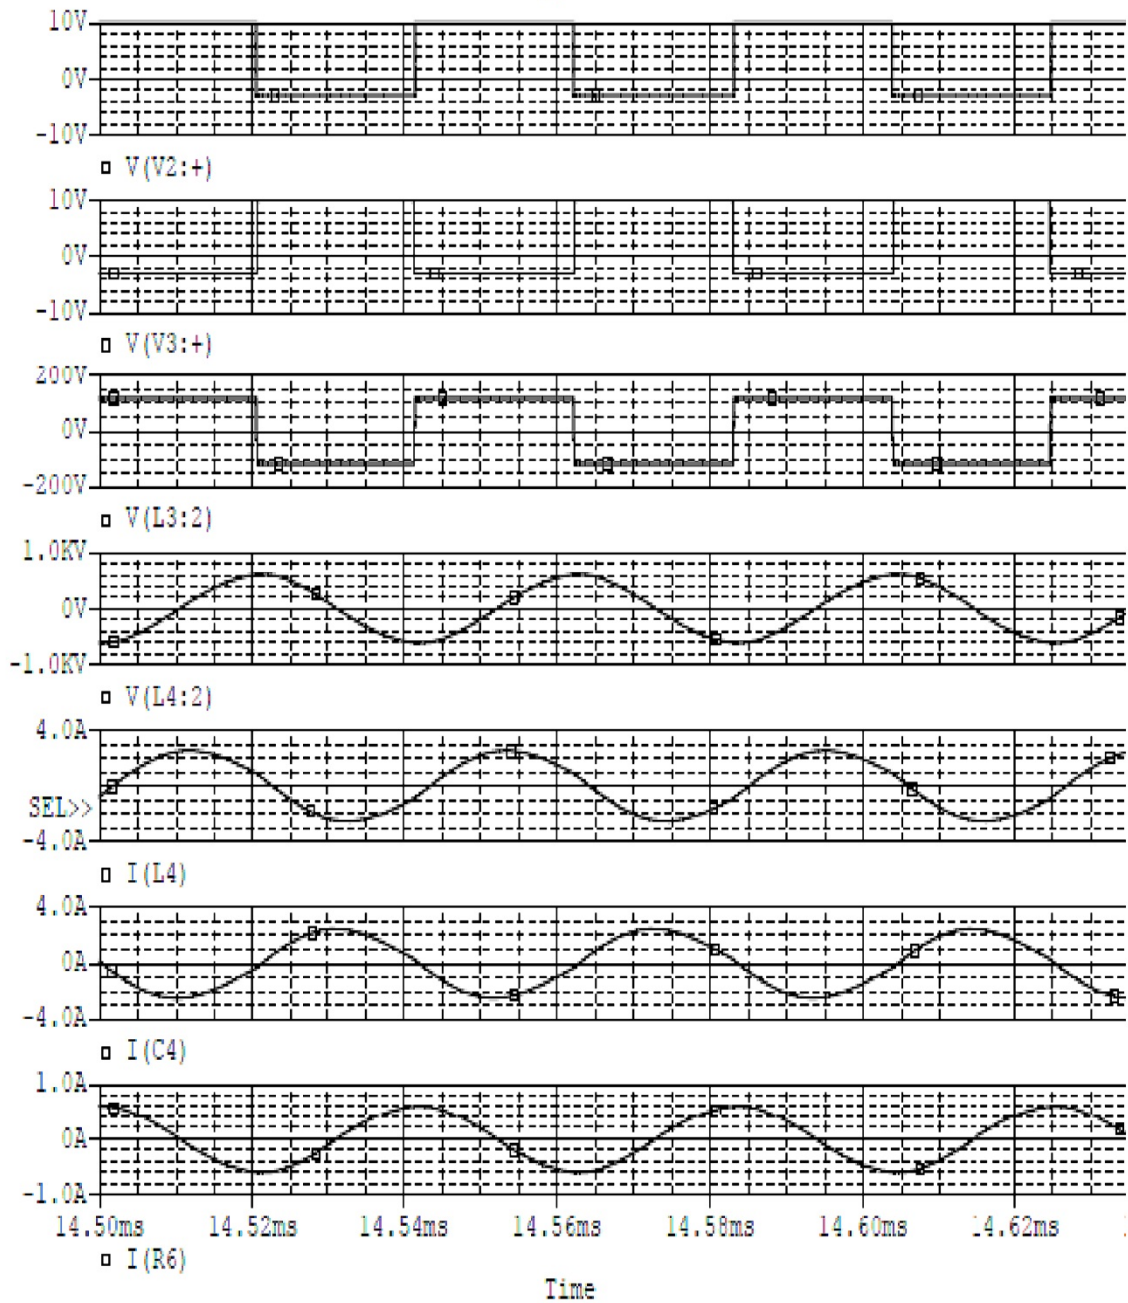 10V
0V
-10V
▫ V(V2:+)
10V
0V
-10V
▫ V(V3:+)
200V
0V
-200V
▫ V(L3:2)
1.0KV
0V
-1.0KV
▫ V(L4:2)
4.0A
SEL>>
-4.0A
▫ I(L4)
4.0A
0A
-4.0A
▫ I(C4)
1.0A
0A
-1.0A
14.50ms 14.52ms 14.54ms 14.56ms 14.58ms 14.60ms 14.62ms
▫ I(R6)
Time